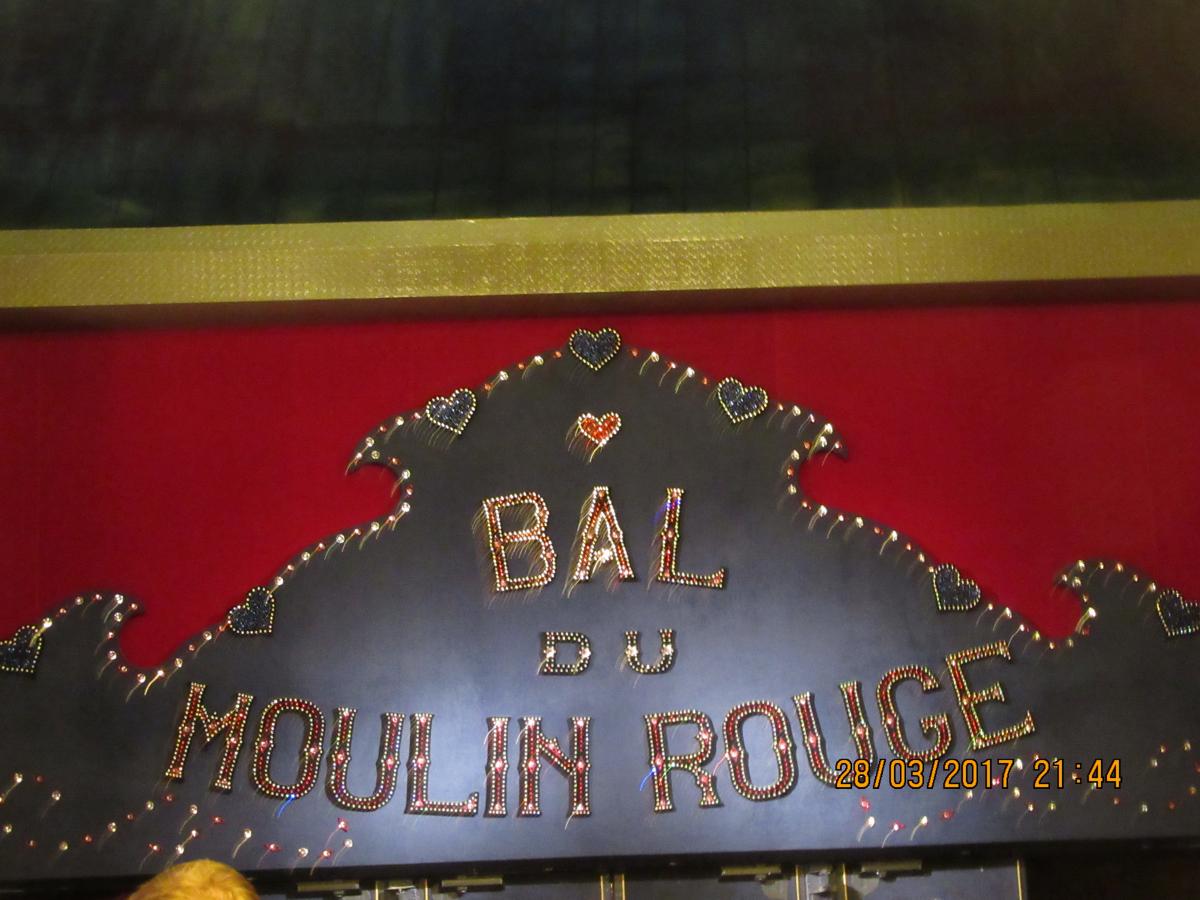 BAL
DU
MOULIN ROUGE
28/03/2017 21:44